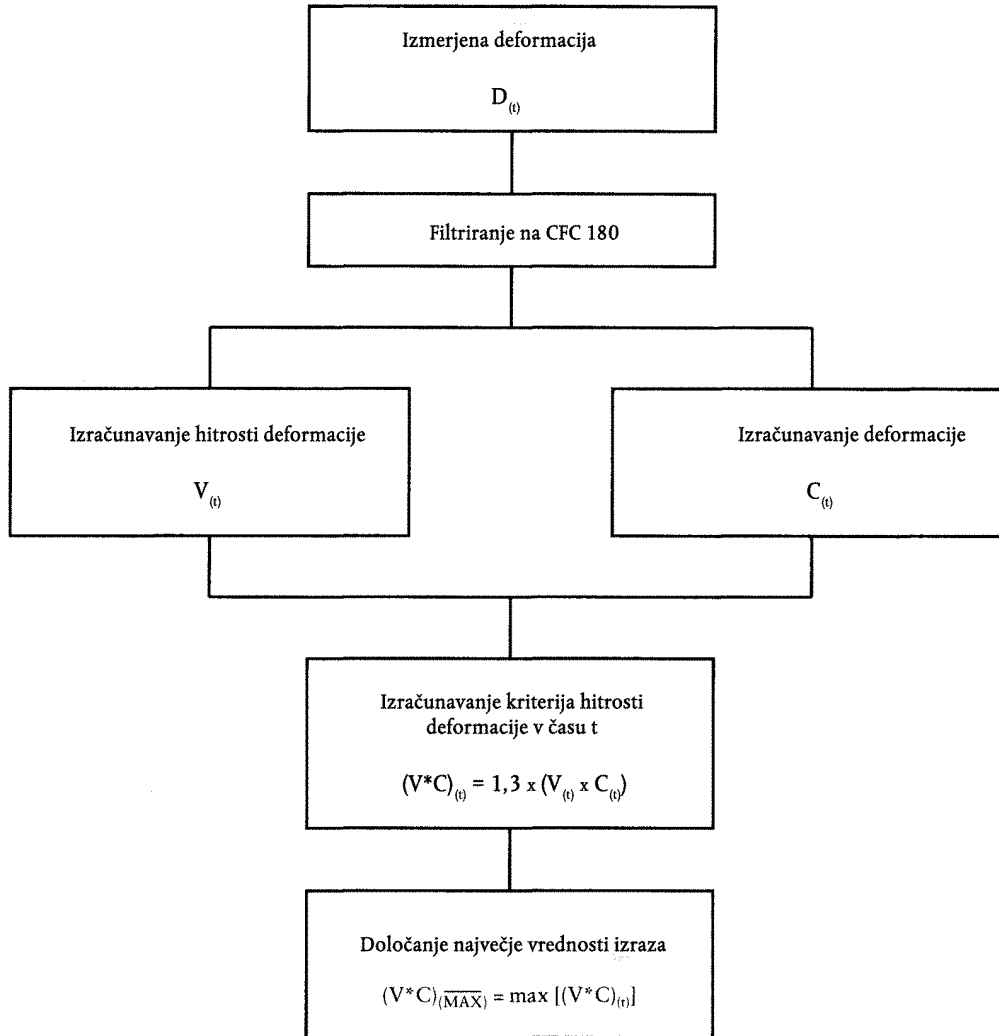 Izmerjena deformacija
D(t)
Filtriranje na CFC 180
Izračunavanje hitrosti deformacije
V(t)
Izračunavanje deformacije
C(t)
Izračunavanje kriterija hitrosti
deformacije v času t
(V*C)(t) = 1,3 x (V(t) x C(t))
Določanje največje vrednosti izraza
(V*C)(MAX) = max [(V*C)(t)]